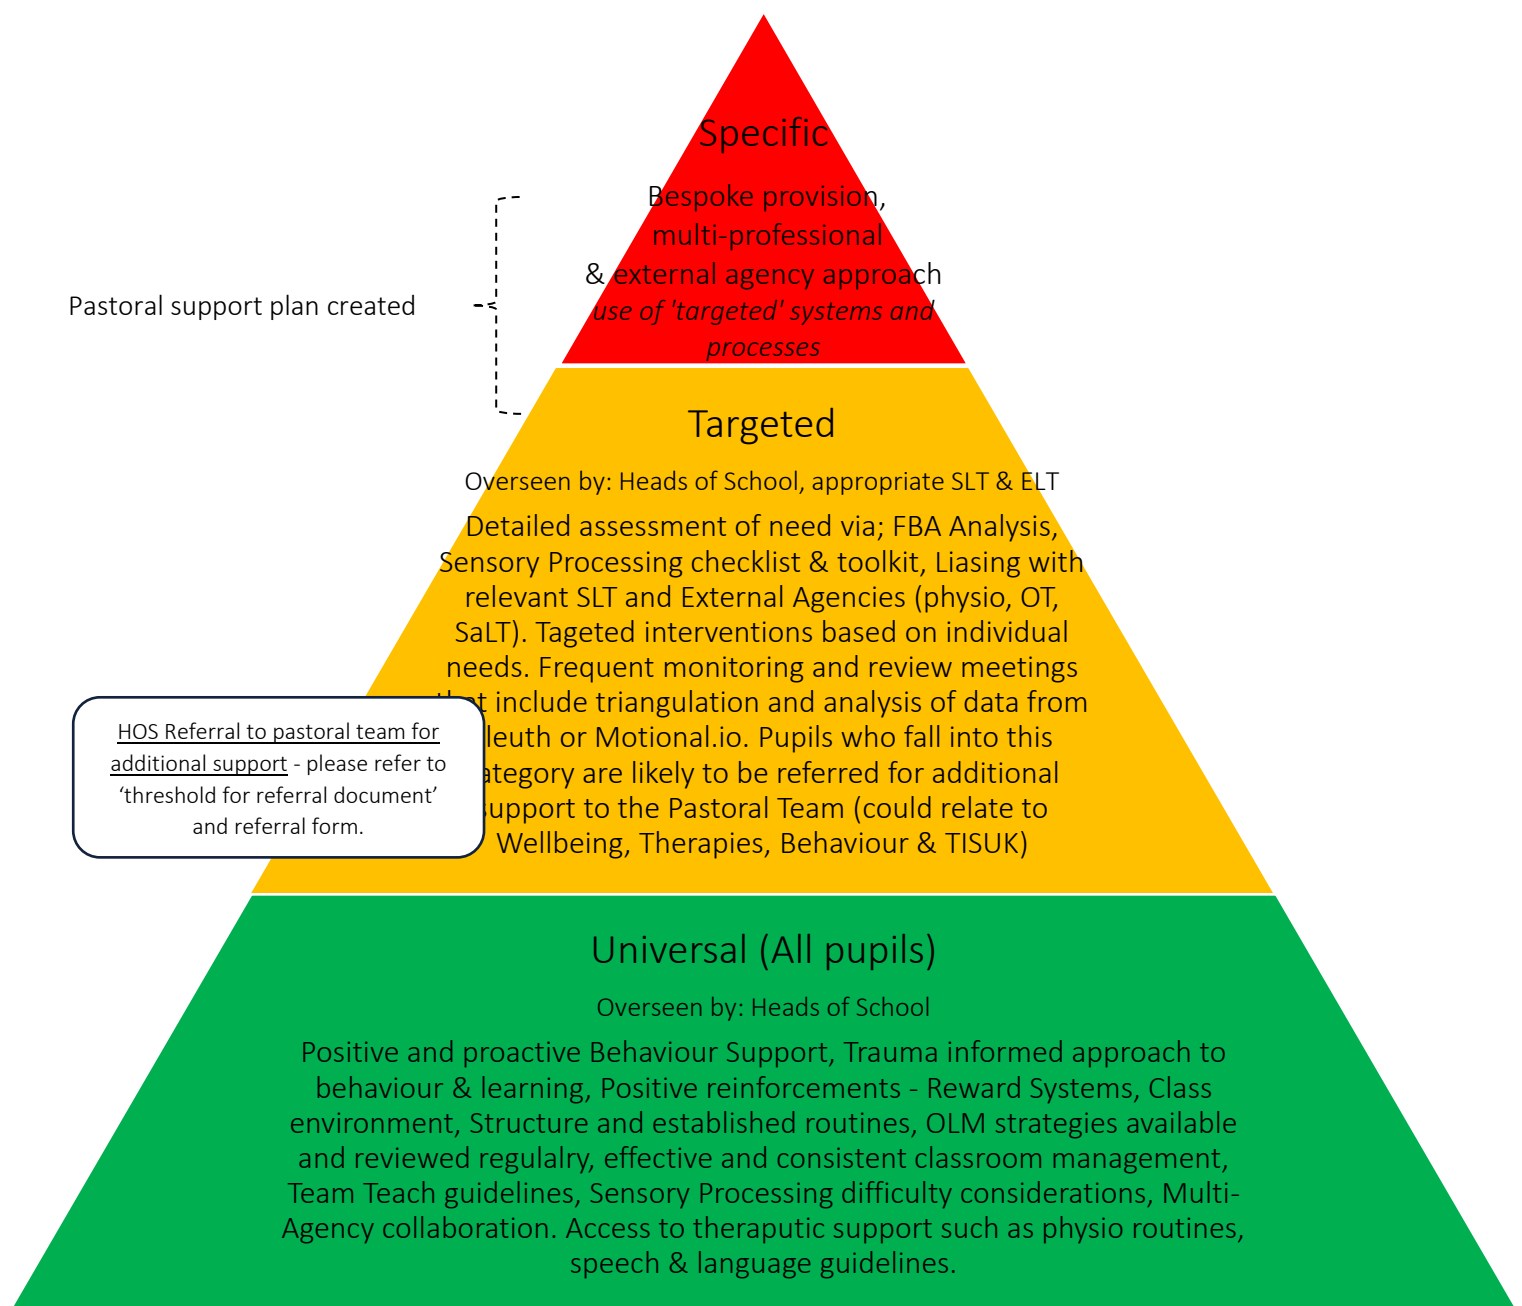 Specific
Bespoke provision,
multi-professional
& external agency approach
use of 'targeted' systems and
processes
Pastoral support plan created
Targeted
Overseen by: Heads of School, appropriate SLT & ELT
Detailed assessment of need via; FBA Analysis,
Sensory Processing checklist & toolkit, Liasing with
relevant SLT and External Agencies (physio, OT,
SaLT). Tageted interventions based on individual
needs. Frequent monitoring and review meetings
that include triangulation and analysis of data from
or Motional.io. Pupils who fall into this
category are likely to be referred for additional
support to the Pastoral Team (could relate to
Wellbeing, Therapies, Behaviour & TISUK)
HOS Referral to pastoral team for
additional support - please refer to
‘threshold for referral document’
and referral form.
Universal (All pupils)
Overseen by: Heads of School
Positive and proactive Behaviour Support, Trauma informed approach to
behaviour & learning, Positive reinforcements - Reward Systems, Class
environment, Structure and established routines, OLM strategies available
and reviewed regulalry, effective and consistent classroom management,
Team Teach guidelines, Sensory Processing difficulty considerations, Multi-
Agency collaboration. Access to theraputic support such as physio routines,
speech & language guidelines.